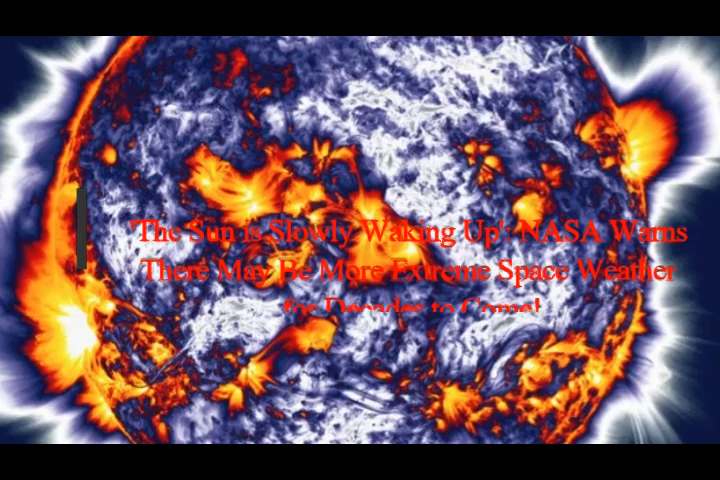 'The Sun is Slowly Waking Up': NASA Warns
There May Be More Extreme Space Weather
for Decades to Come!